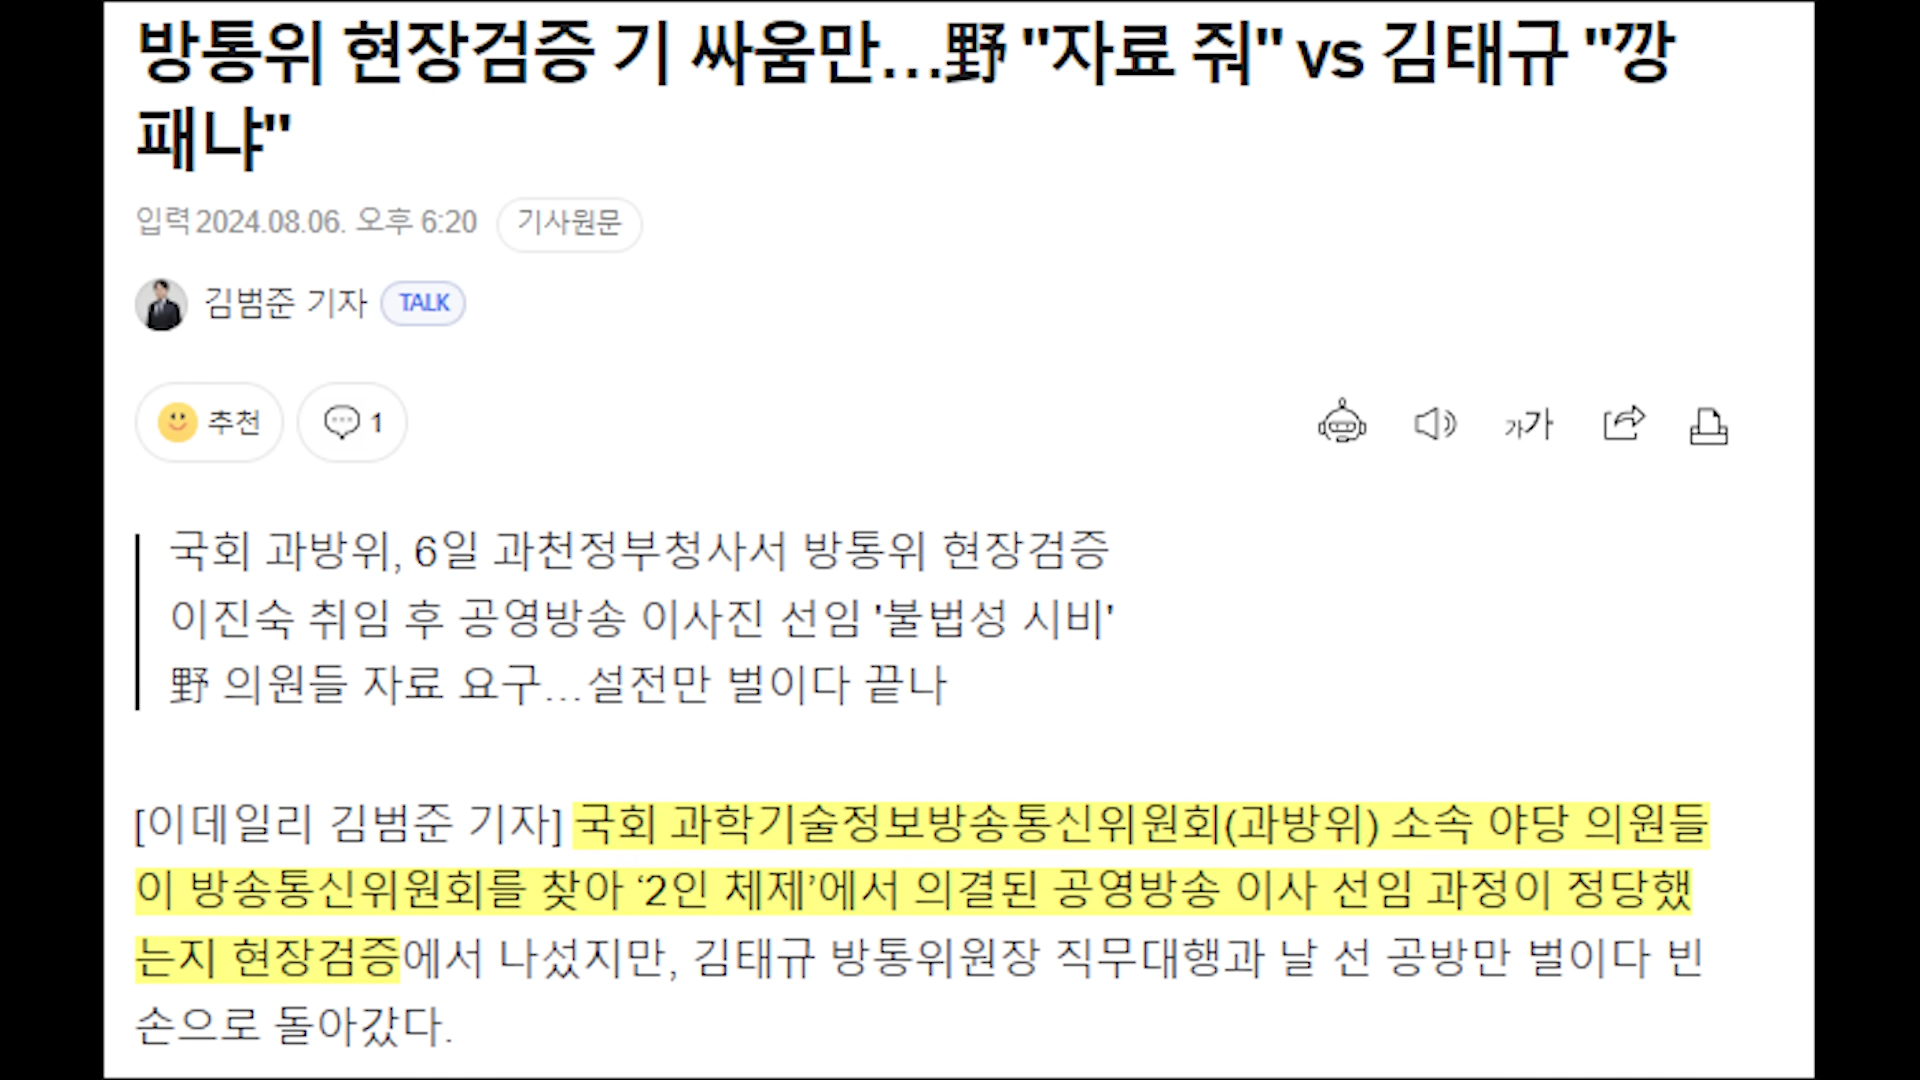 방통위 현장검증 기 싸움만…野 "자료 줘" vs 김태규 "깡
패냐"
입력 2024.08.06. 오후 6:20 기사원문
김범준 기자 TALK
추천 1 가가
국회 과방위, 6일 과천정부청사서 방통위 현장검증
이진숙 취임 후 공영방송 이사진 선임 '불법성 시비'
野 의원들 자료 요구…설전만 벌이다 끝나
[이데일리 김범준 기자] 국회 과학기술정보방송통신위원회(과방위) 소속 야당 의원들
이 방송통신위원회를 찾아 ‘2인 체제’에서 의결된 공영방송 이사 선임 과정이 정당했
는지 현장검증에서 나섰지만, 김태규 방통위원장 직무대행과 날 선 공방만 벌이다 빈
손으로 돌아갔다.